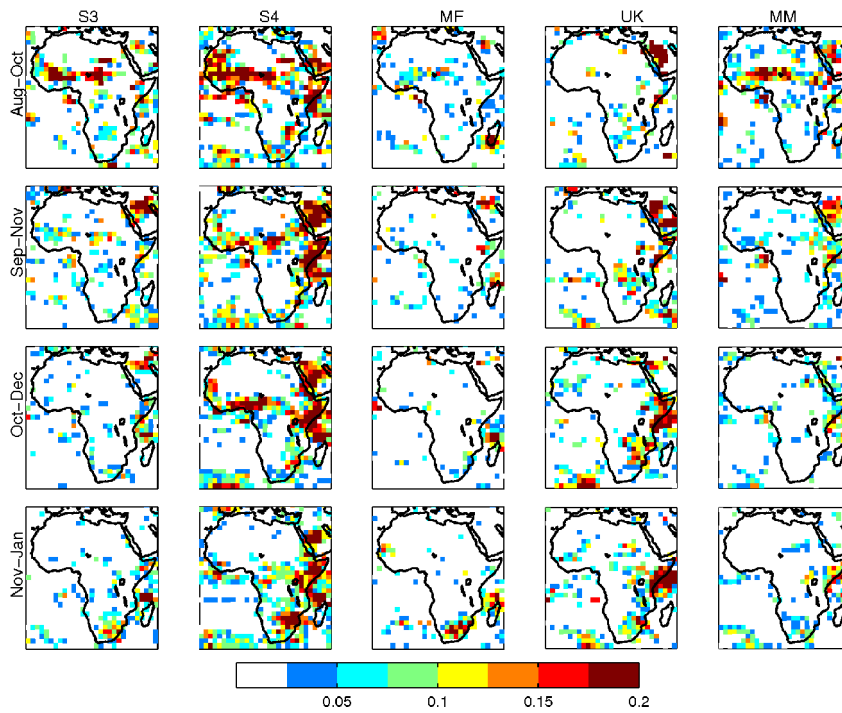 S3 S4 MF UK MM
Aug-Oct
Sep-Nov
Oct-Dec
Nov-Jan
0.05 0.1 0.15 0.2